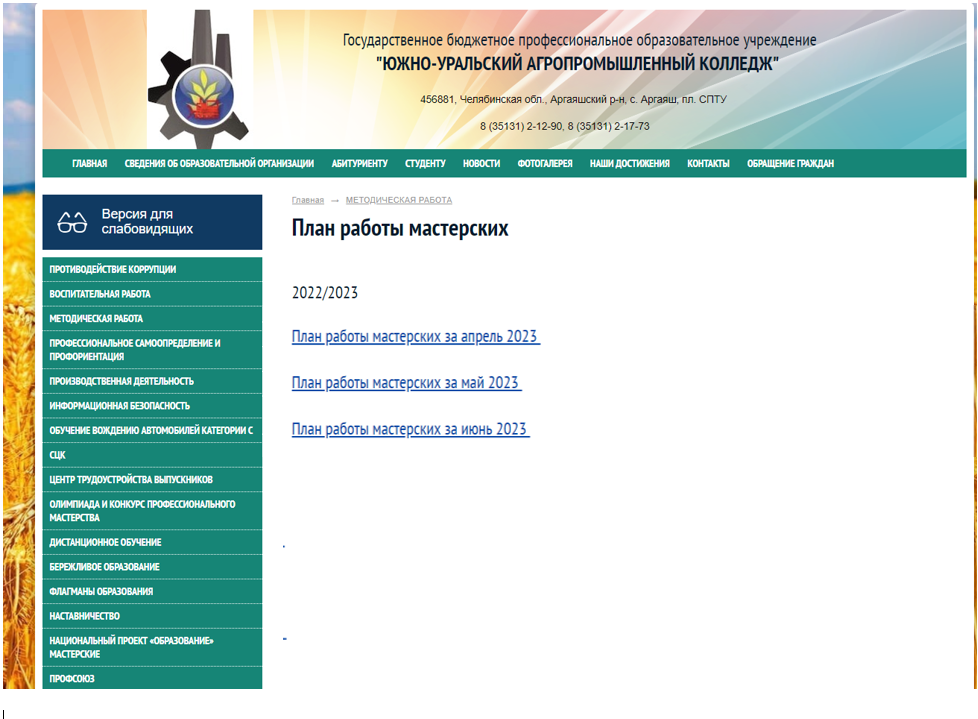 Государственное бюджетное профессиональное образовательное учреждение
"ЮЖНО-УРАЛЬСКИЙ АГРОПРОМЫШЛЕННЫЙ КОЛЛЕДЖ"
456881, Челябинская обл., Аргаяшский р-н, с. Аргаяш, пл. СПТУ
8 (35131) 2-12-90, 8 (35131) 2-17-73
ГЛАВНАЯ СВЕДЕНИЯ ОБ ОБРАЗОВАТЕЛЬНОЙ ОРГАНИЗАЦИИ АБИТУРИЕНТУ СТУДЕНТУ НОВОСТИ ФОТОГАЛЕРЕЯ НАШИ ДОСТИЖЕНИЯ КОНТАКТЫ ОБРАЩЕНИЕ ГРАЖДАН
Версия для
слабовидящих
ПРОТИВОДЕЙСТВИЕ КОРРУПЦИИ
ВОСПИТАТЕЛЬНАЯ РАБОТА
МЕТОДИЧЕСКАЯ РАБОТА
ПРОФЕССИОНАЛЬНОЕ САМООПРЕДЕЛЕНИЕ И
ПРОФОРИЕНТАЦИЯ
ПРОИЗВОДСТВЕННАЯ ДЕЯТЕЛЬНОСТЬ
ИНФОРМАЦИОННАЯ БЕЗОПАСНОСТЬ
ОБУЧЕНИЕ ВОЖДЕНИЮ АВТОМОБИЛЕЙ КАТЕГОРИИ С
СЦК
ЦЕНТР ТРУДОУСТРОЙСТВА ВЫПУСКНИКОВ
ОЛИМПИАДА И КОНКУРС ПРОФЕССИОНАЛЬНОГО
МАСТЕРСТВА
ДИСТАНЦИОННОЕ ОБУЧЕНИЕ
БЕРЕЖЛИВОЕ ОБРАЗОВАНИЕ
ФЛАГМАНЫ ОБРАЗОВАНИЯ
НАСТАВНИЧЕСТВО
НАЦИОНАЛЬНЫЙ ПРОЕКТ «ОБРАЗОВАНИЕ»
МАСТЕРСКИЕ
ПРОФСОЮЗ
Главная → МЕТОДИЧЕСКАЯ РАБОТА
План работы мастерских
2022/2023
План работы мастерских за апрель 2023
План работы мастерских за май 2023
План работы мастерских за июнь 2023